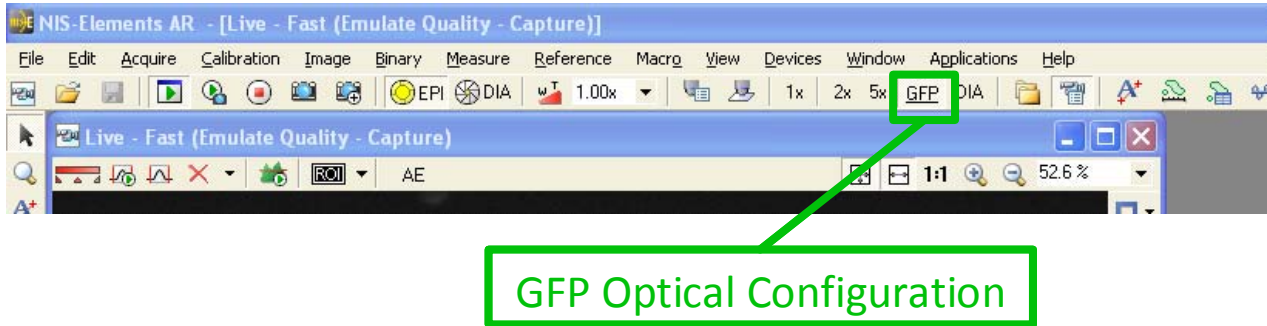 NIS-Elements AR - [Live - Fast (Emulate Quality - Capture)]
File Edit Acquire Calibration Image Binary Measure Reference Macro View Devices Window Applications Help
EPI DIA 1.00x 1x 2x 5x GFP DIA
Live - Fast (Emulate Quality - Capture)
ROI AE 1:1 52.6 %
GFP Optical Configuration